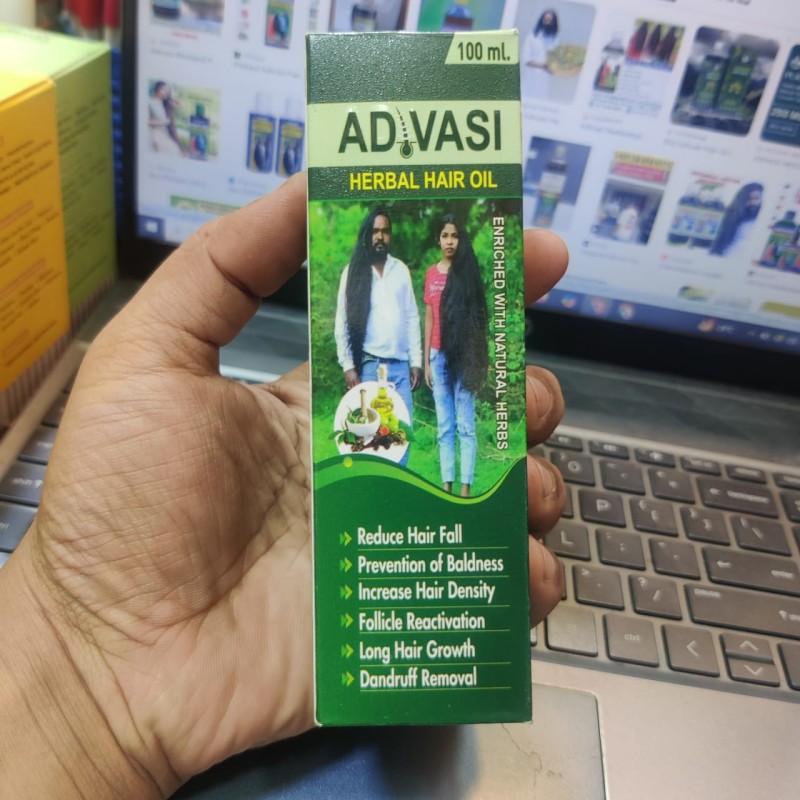 100 ml.
ADIVASI
HERBAL HAIR OIL
ENRICHED WITH NATURAL HERBS
Reduce Hair Fall
Prevention of Baldness
Increase Hair Density
Follicle Reactivation
Long Hair Growth
Dandruff Removal
ctrl